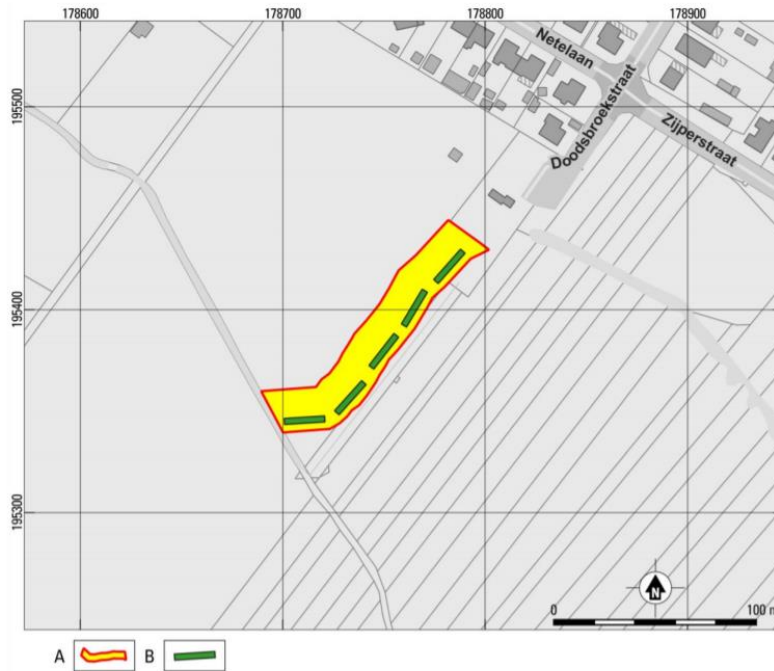 178600 178700 178800 178900
Netelaan
Doodsbroekstraat
Zijperstraat
195500
195400
195300
N
0 100 m
A B